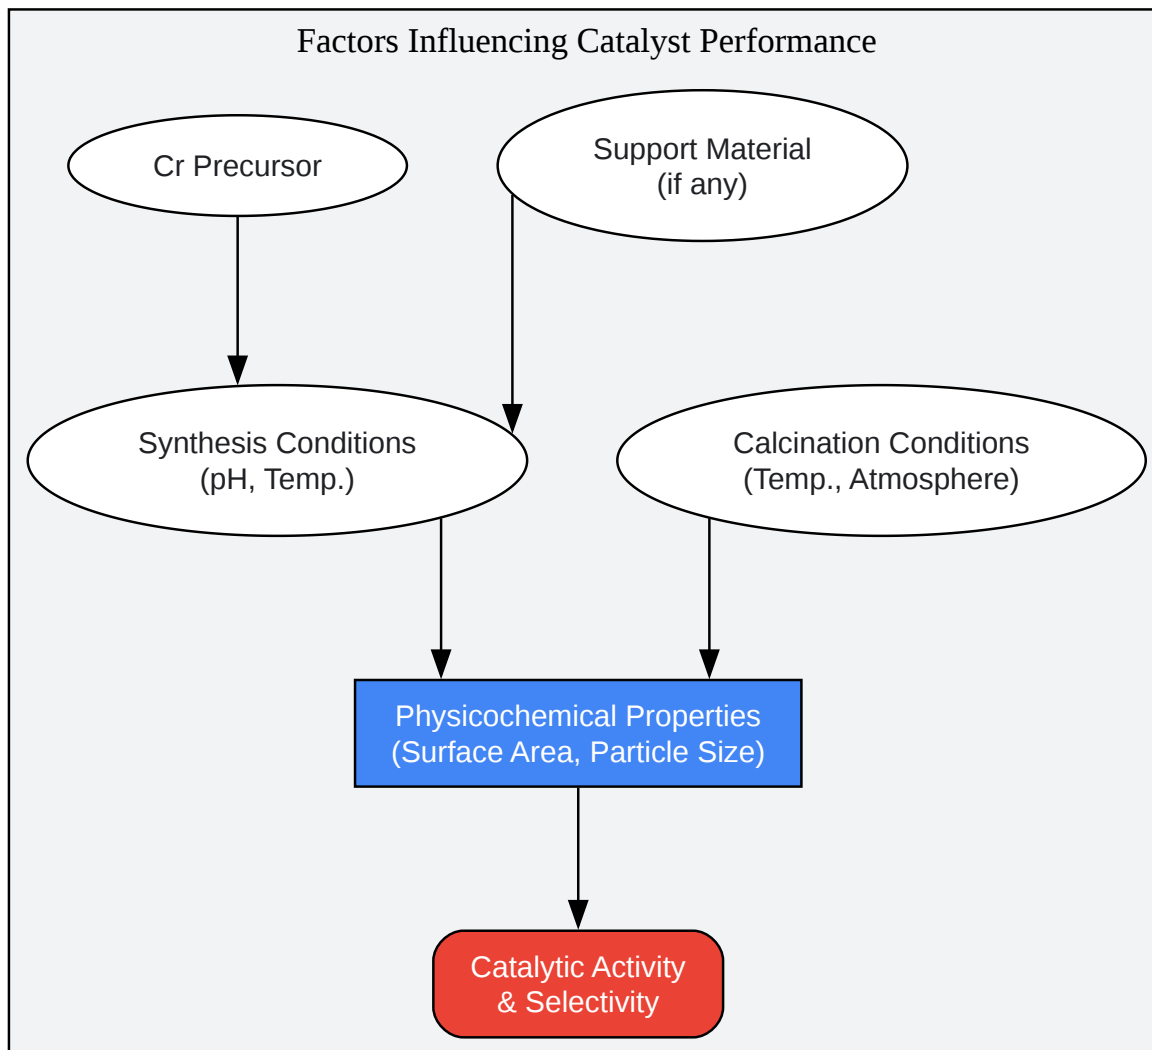 Factors Influencing Catalyst Performance
Cr Precursor
Support Material
(if any)
Synthesis Conditions
(pH, Temp.)
Calcination Conditions
(Temp., Atmosphere)
Physicochemical Properties
(Surface Area, Particle Size)
Catalytic Activity
& Selectivity